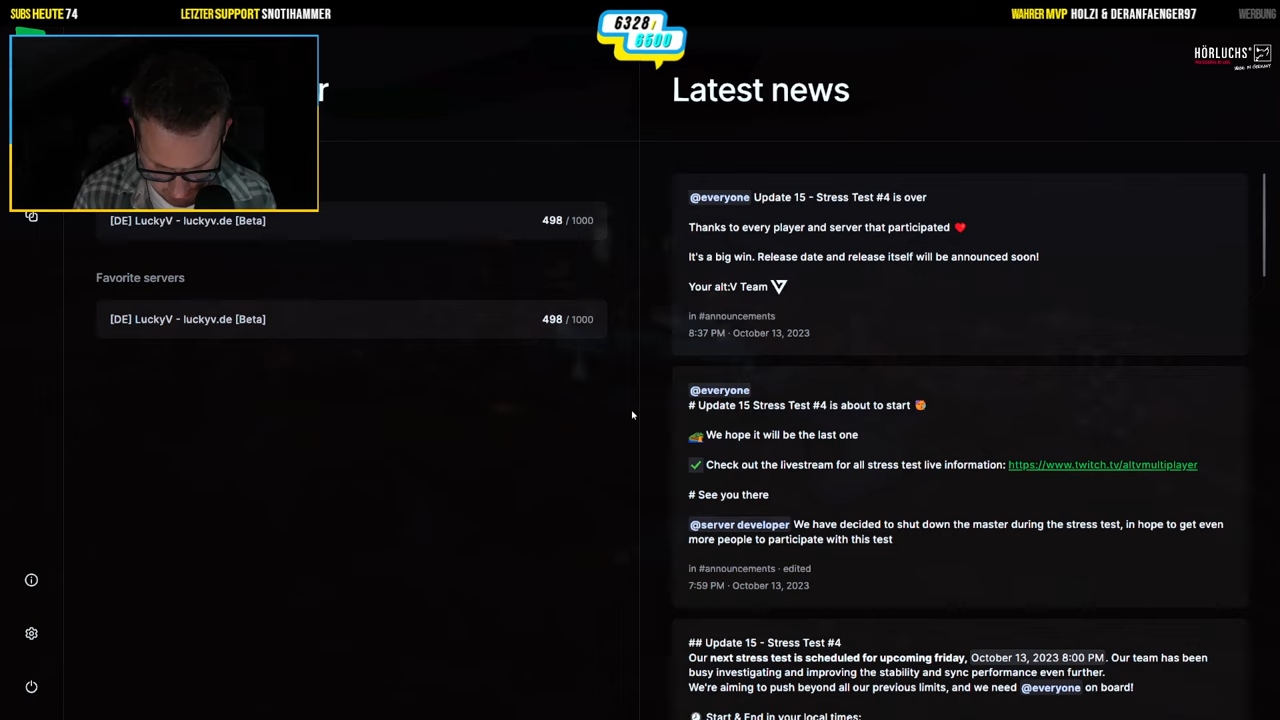 SUBS HEUTE 74
LETZTER SUPPORT SNOTIHAMMER
6328 /
6500
WAHRER MVP HOLZI & DERANFAENGER97
WERBUNG
HÖRLUCHS
r
[DE] LuckyV - luckyv.de [Beta]
498 / 1000
Favorite servers
[DE] LuckyV - luckyv.de [Beta]
498 / 1000
Latest news
@everyone Update 15 - Stress Test #4 is over
Thanks to every player and server that participated ❤️
It's a big win. Release date and release itself will be announced soon!
Your alt:V Team
in #announcements
8:37 PM · October 13, 2023
@everyone
# Update 15 Stress Test #4 is about to start
We hope it will be the last one
✅ Check out the livestream for all stress test live information: https://www.twitch.tv/altvmultiplayer
# See you there
@server developer We have decided to shut down the master during the stress test, in hope to get even
more people to participate with this test
in #announcements · edited
7:59 PM · October 13, 2023
## Update 15 - Stress Test #4
Our next stress test is scheduled for upcoming friday, October 13, 2023 8:00 PM. Our team has been
busy investigating and improving the stability and sync performance even further.
We're aiming to push beyond all our previous limits, and we need @everyone on board!
Start & End in your local times: